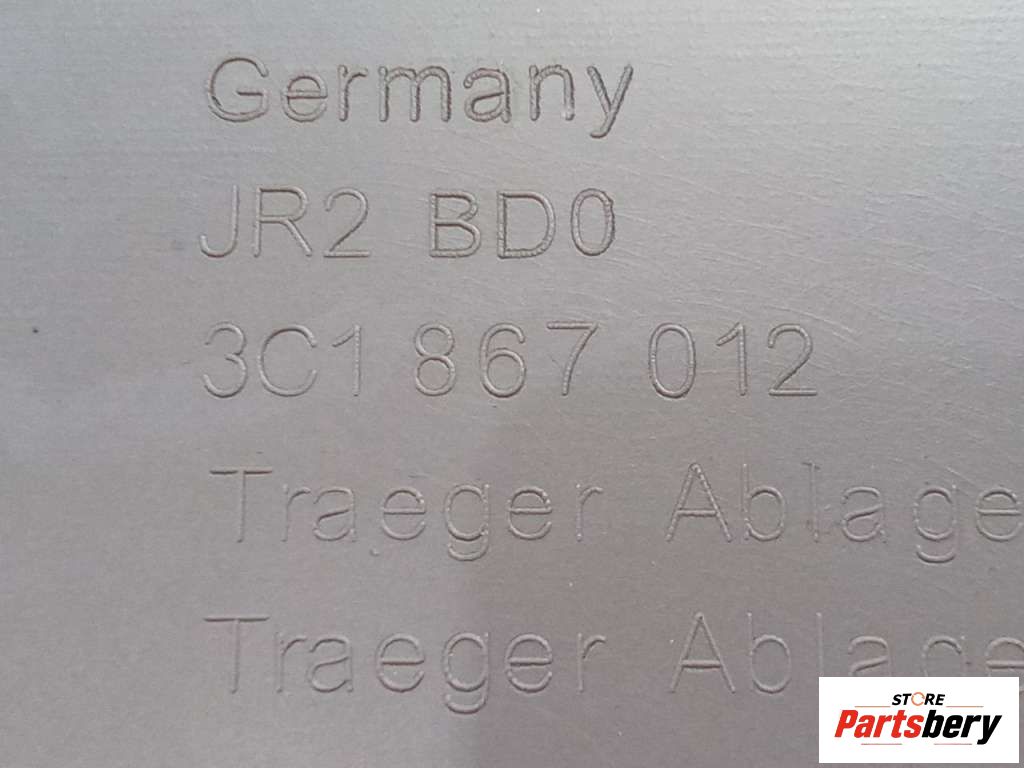 Germany
JR2 BD0
3C1 867 012
Traeger Ablage
Traeger Ablage
STORE
Partsbery